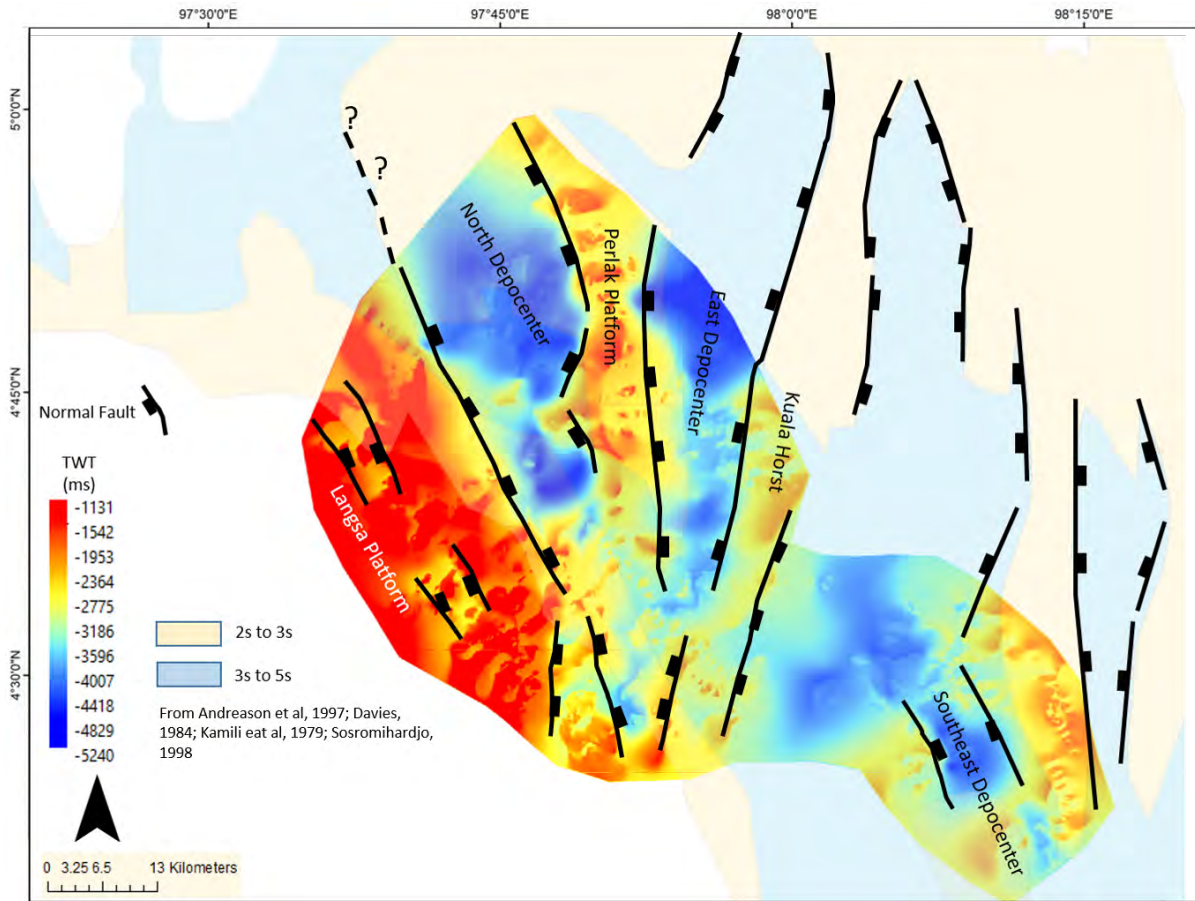 97°30'0"E 97°45'0"E 98°0'0"E 98°15'0"E
5°0'0"N
4°45'0"N
4°30'0"N
?
?
North Depocenter
Perlak Platform
East Depocenter
Kuala Horst
Langsa Platform
Southeast Depocenter
Normal Fault
TWT
(ms)
-1131
-1542
-1953
-2364
-2775
-3186
-3596
-4007
-4418
-4829
-5240
2s to 3s
3s to 5s
From Andreason et al, 1997; Davies,
1984; Kamili eat al, 1979; Sosromihardjo,
1998
0 3.25 6.5 13 Kilometers